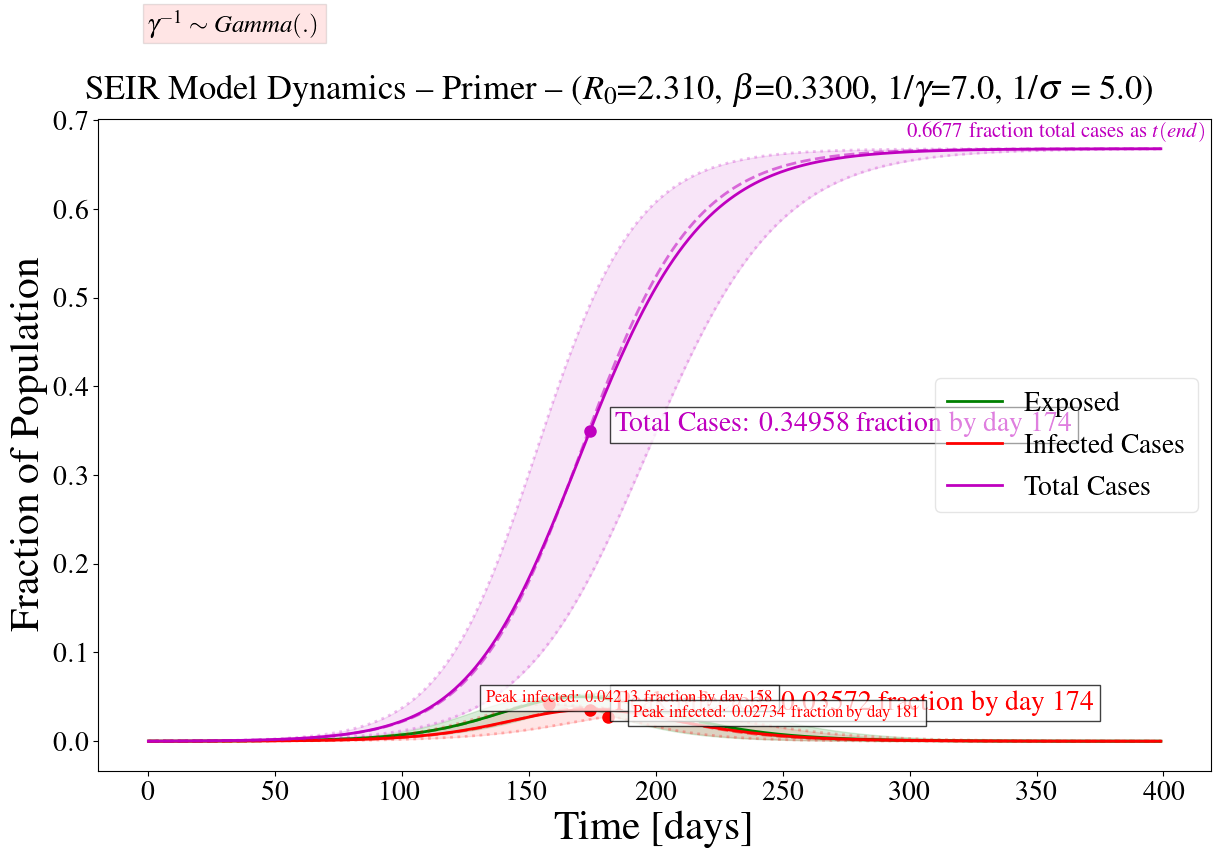 γ⁻¹ ∼ Gamma(.)
SEIR Model Dynamics – Primer – (R₀=2.310, β=0.3300, 1/γ=7.0, 1/σ = 5.0)
0.6677 fraction total cases as t(end)
Fraction of Population
0.7
0.6
0.5
0.4
0.3
0.2
0.1
0.0
Total Cases: 0.34958 fraction by day 174
Exposed
Infected Cases
Total Cases
Peak infected: 0.04213 fraction by day 158
0.03572 fraction by day 174
Peak infected: 0.02734 fraction by day 181
0 50 100 150 200 250 300 350 400
Time [days]